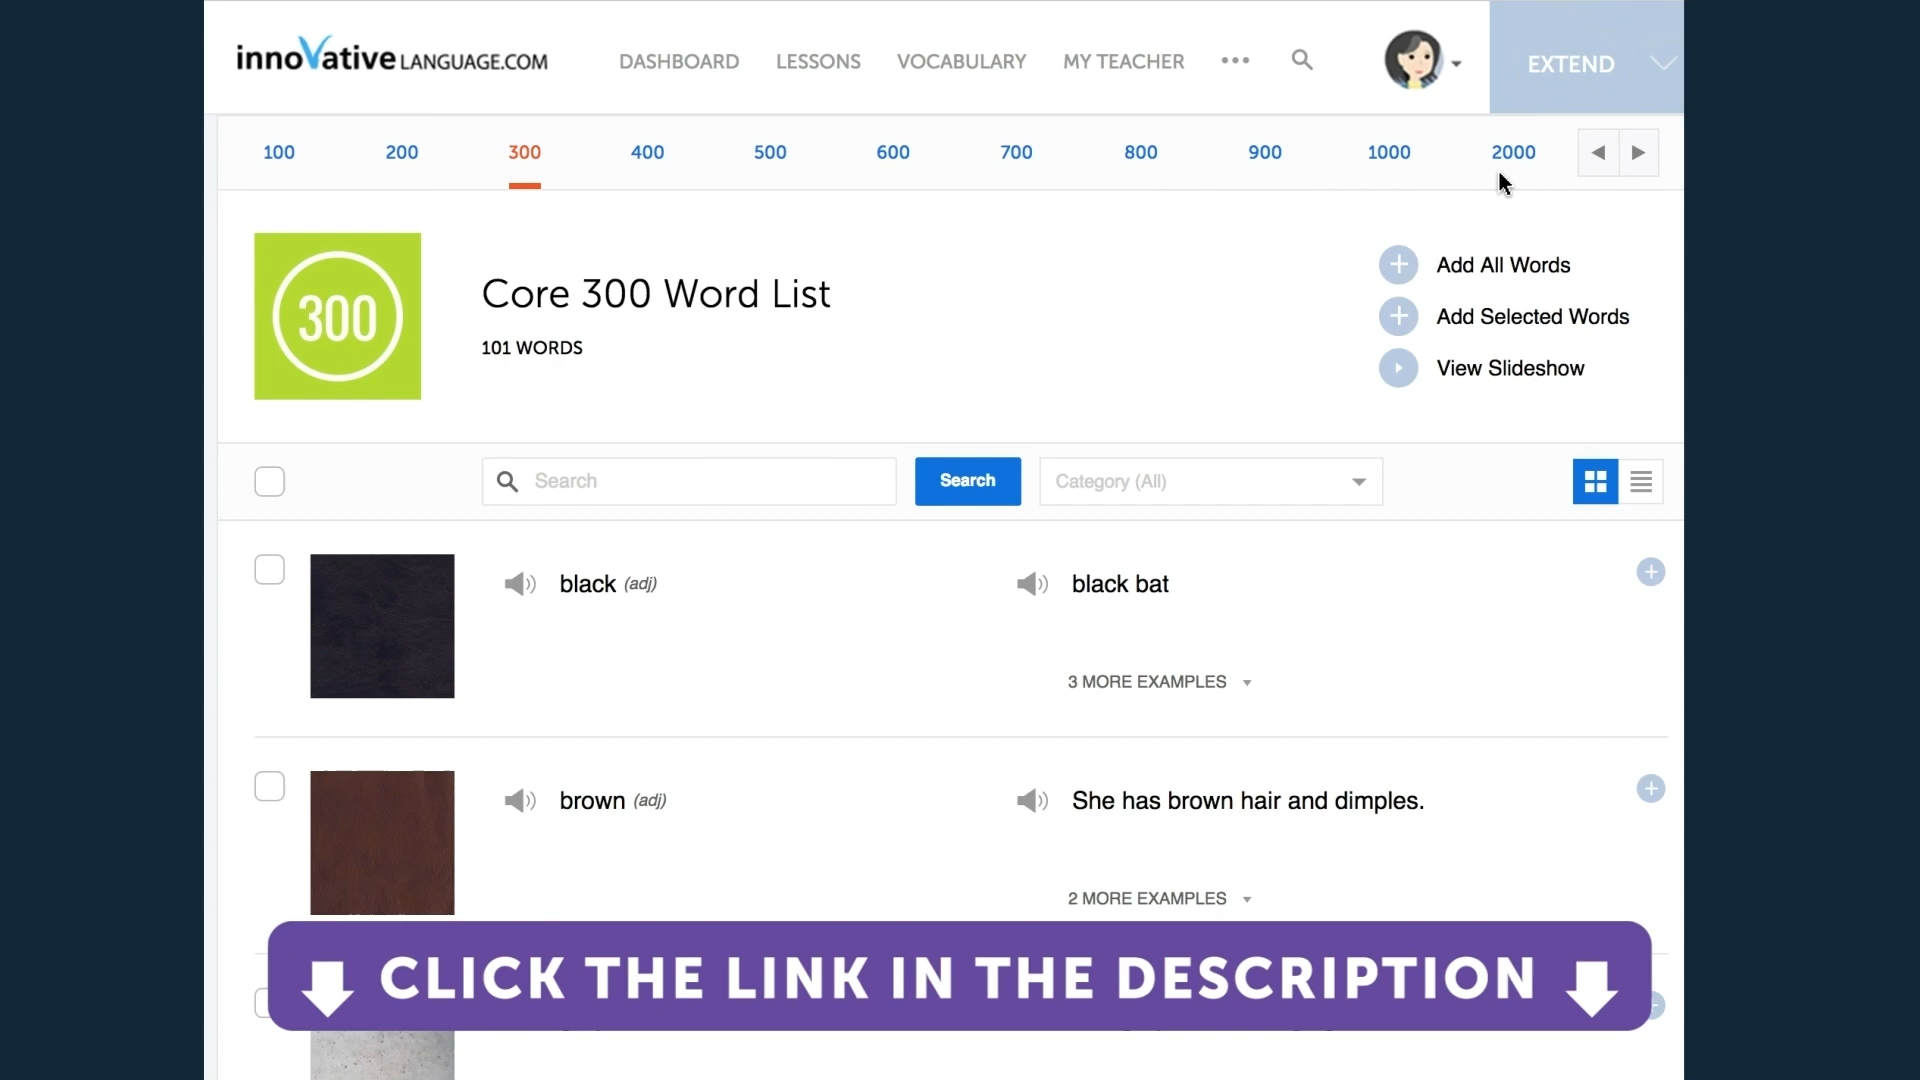 innoVative LANGUAGE.COM
DASHBOARD
LESSONS
VOCABULARY
MY TEACHER
EXTEND
100
200
300
400
500
600
700
800
900
1000
2000
300
Core 300 Word List
101 WORDS
Add All Words
Add Selected Words
View Slideshow
Search
Search
Category (All)
black (adj)
black bat
3 MORE EXAMPLES
brown (adj)
She has brown hair and dimples.
2 MORE EXAMPLES
CLICK THE LINK IN THE DESCRIPTION